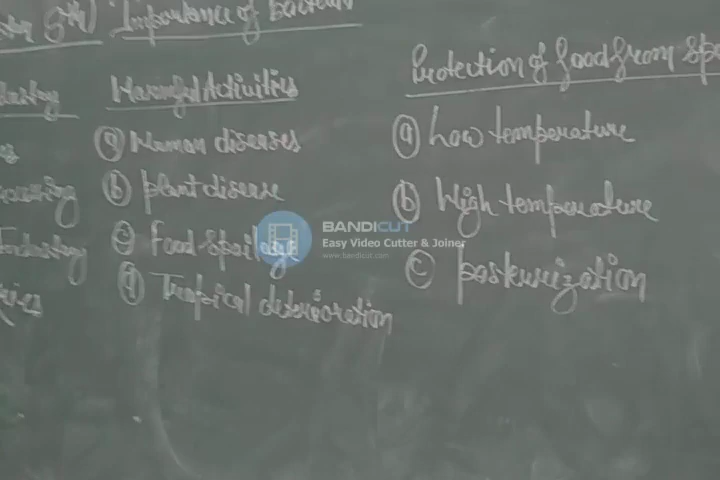 Importance of bacteria
Harmful Activities
(a) Human diseases
(b) plant disease
(c) Food Spoilage
(d) Tropical deterioration
Protection of food from
(a) Low temperature
(b) High temperature
(c) pasteurization
BANDICUT
Easy Video Cutter & Joiner
www.bandicut.com